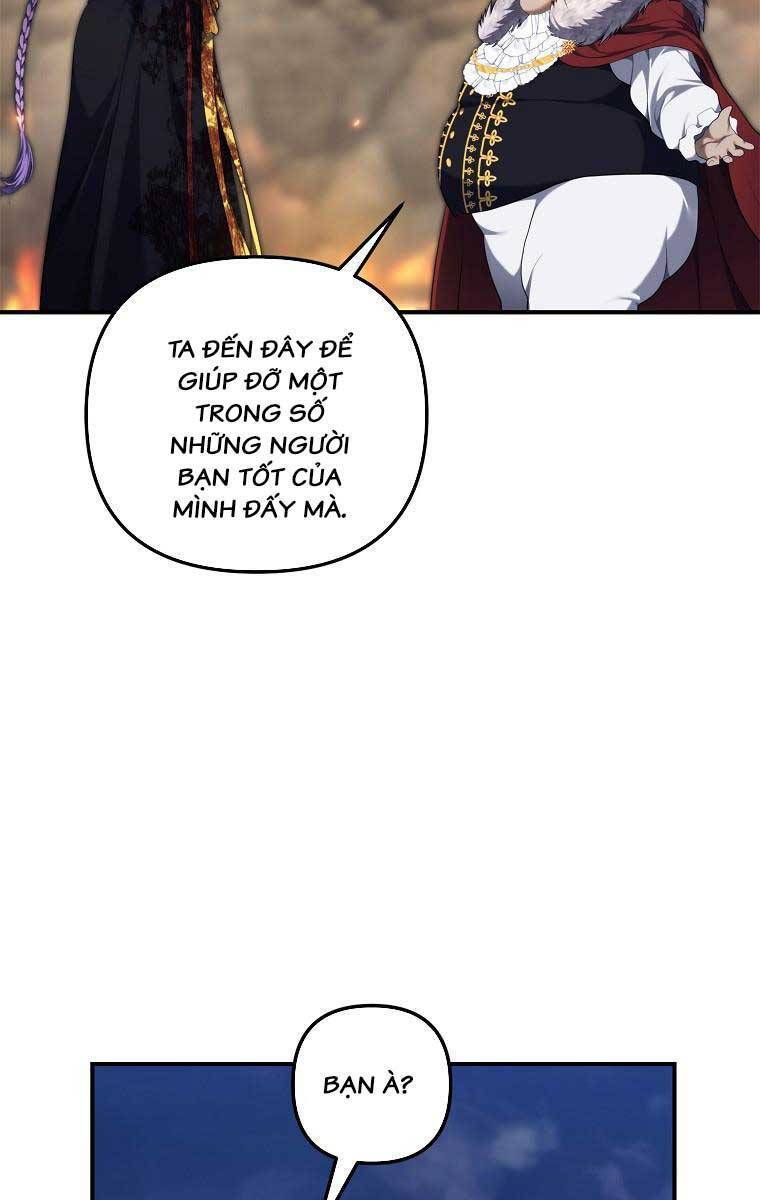 TA ĐẾN ĐÂY ĐỂ
GIÚP ĐỠ MỘT
TRONG SỐ
NHỮNG NGƯỜI
BẠN TỐT CỦA
MÌNH ĐẤY MÀ.
BẠN À?